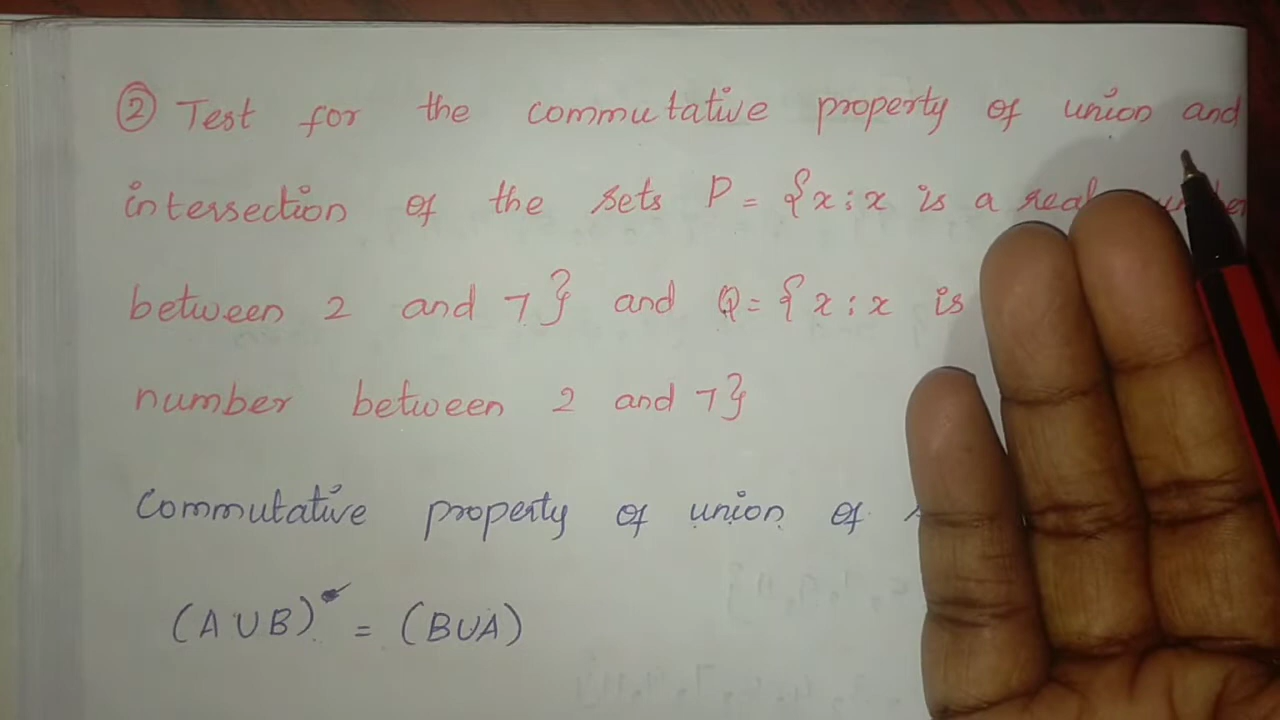 ② Test for the commutative property of union and
intersection of the sets P = {x : x is a real
between 2 and 7} and Q = {x : x is
number between 2 and 7}
Commutative property of union of
(A ∪ B) = (B ∪ A)